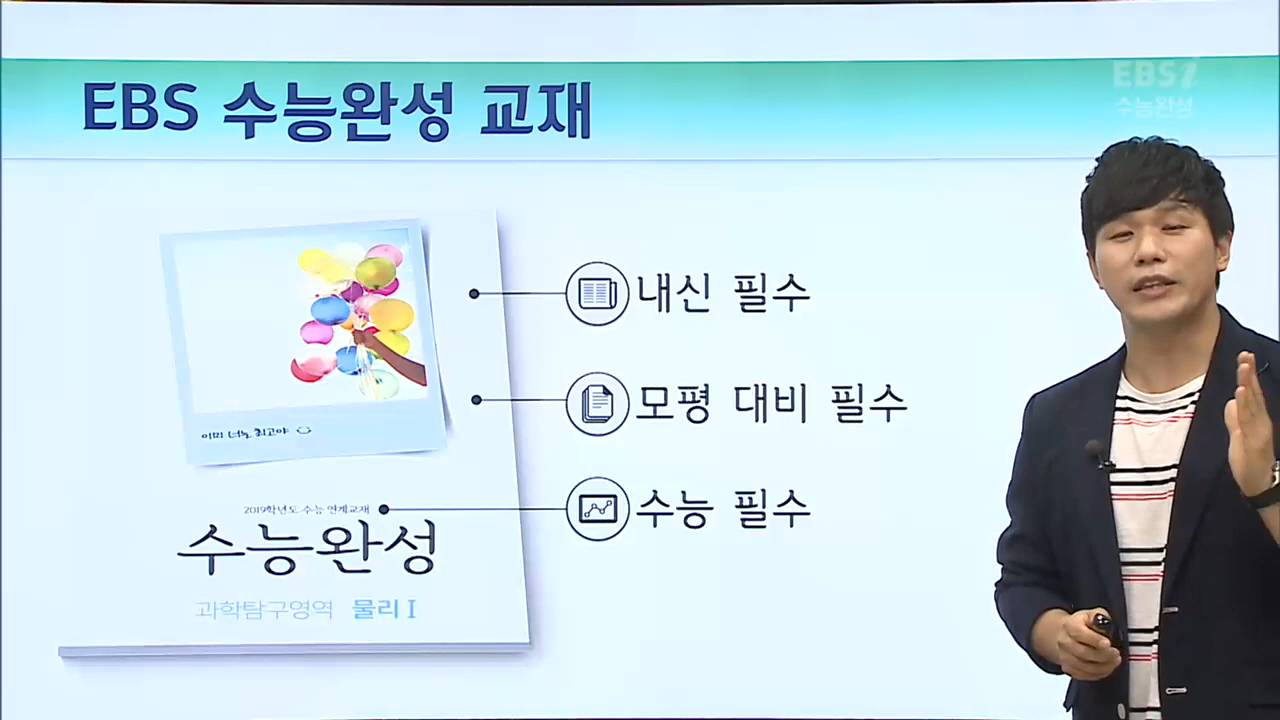 EBS 수능완성 교재
EBSi
수능완성
내신 필수
모평 대비 필수
수능 필수
이미 너는 최고야
2019학년도 수능 연계교재
수능완성
과학탐구영역 물리 I